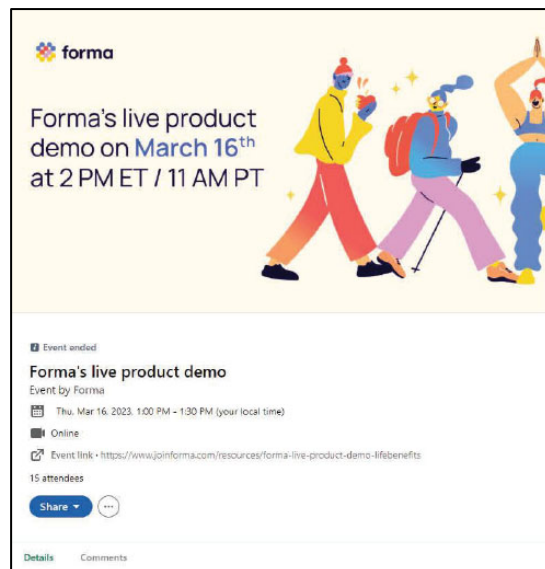 forma
Forma's live product
demo on March 16th
at 2 PM ET / 11 AM PT
Event ended
Forma's live product demo
Event by Forma
Thu, Mar 16, 2023, 1:00 PM - 1:30 PM (your local time)
Online
Event link • https://www.joinforma.com/resources/forma-live-product-demo-lifebenefits
15 attendees
Share
Details Comments